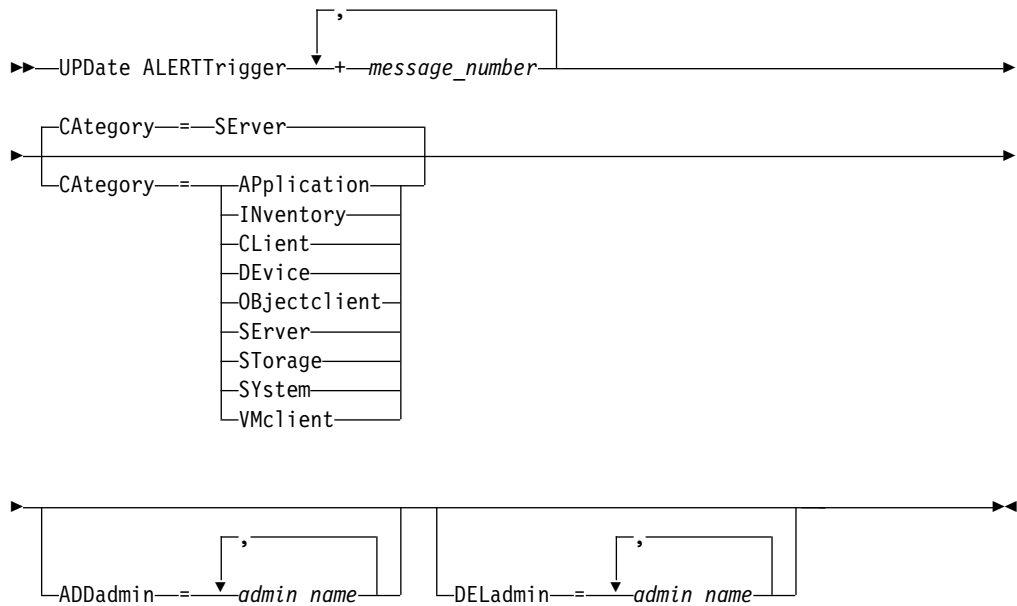 ,
UPDate ALERTTrigger + message_number
CAtegory = SErver
CAtegory = APplication
INventory
CLient
DEvice
OBjectclient
SErver
STorage
SYstem
VMclient
, ,
ADDadmin = admin name DELadmin = admin name